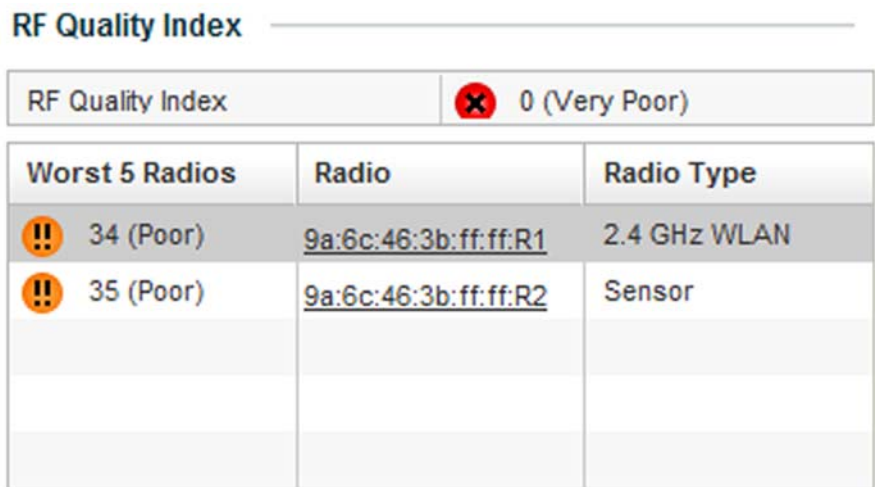 RF Quality Index
RF Quality Index 0 (Very Poor)
Worst 5 Radios Radio Radio Type
34 (Poor) 9a:6c:46:3b:ff:ff:R1 2.4 GHz WLAN
35 (Poor) 9a:6c:46:3b:ff:ff:R2 Sensor